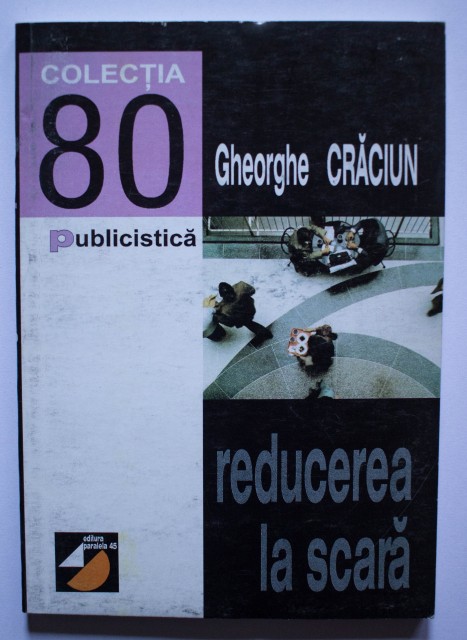 COLECȚIA
80
publicistică
Gheorghe CRĂCIUN
reducerea
la scară
editura
paralela 45